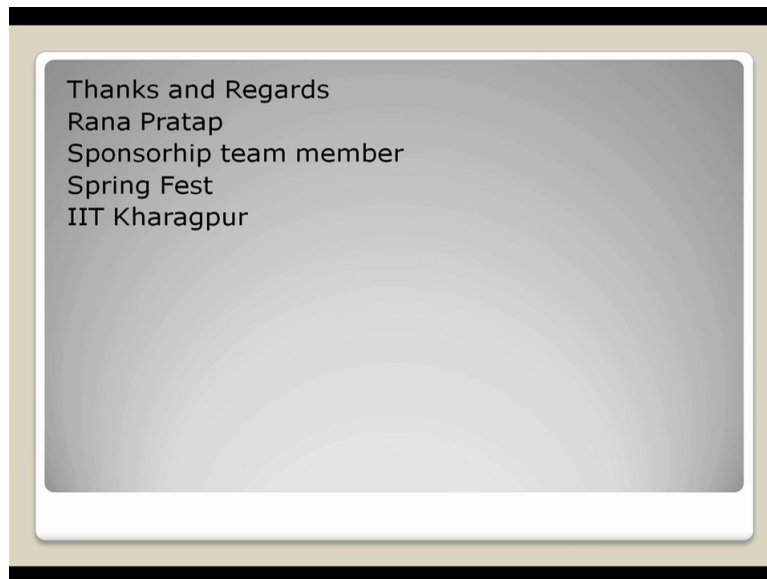 Thanks and Regards
Rana Pratap
Sponsorhip team member
Spring Fest
IIT Kharagpur